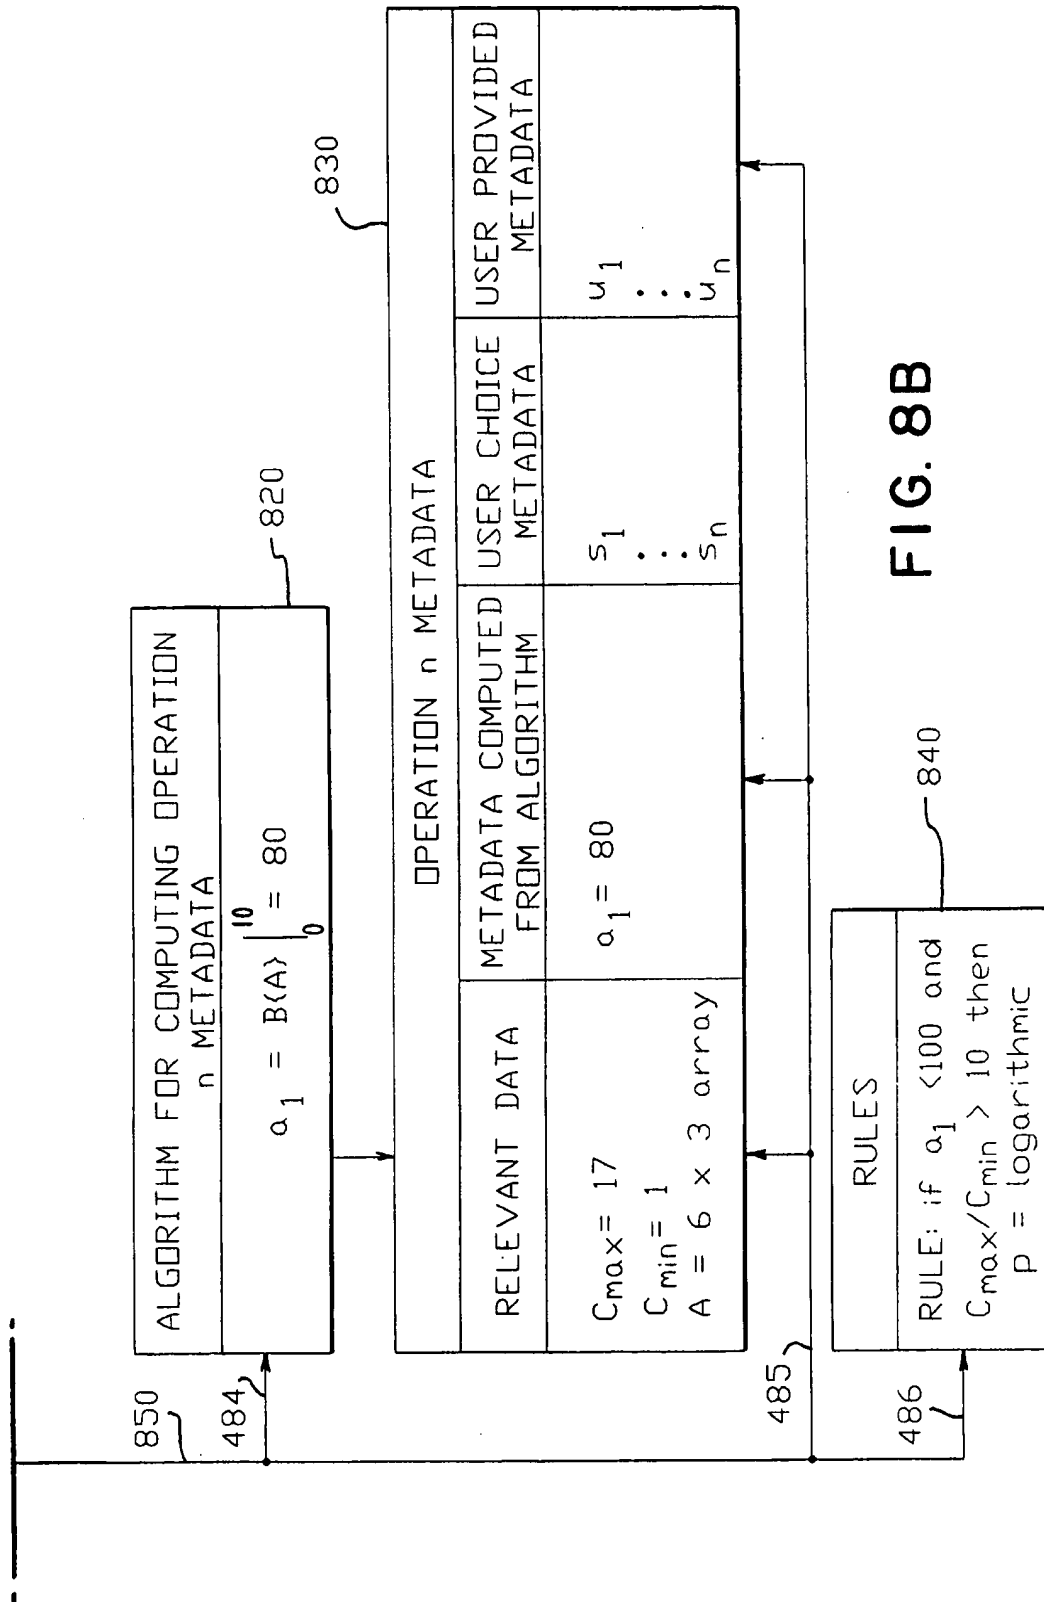 850
484
ALGORITHM FOR COMPUTING OPERATION
n METADATA
a1 = B{A} |10 0 = 80
820
830
OPERATION n METADATA
RELEVANT DATA
METADATA COMPUTED
FROM ALGORITHM
USER CHOICE
METADATA
USER PROVIDED
METADATA
Cmax= 17
Cmin= 1
A = 6 x 3 array
a1 = 80
s1
...
sn
u1
...
un
485
486
RULES
RULE: if a1 <100 and
Cmax/Cmin > 10 then
p = logarithmic
840
FIG. 8B